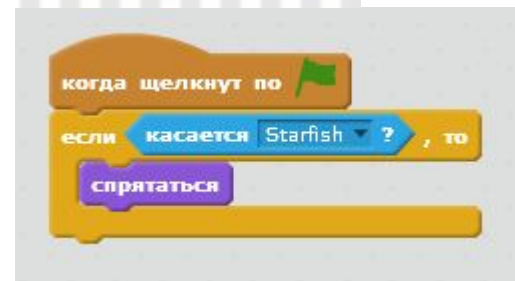 когда щелкнут по
если касается Starfish ? , то
спрятаться